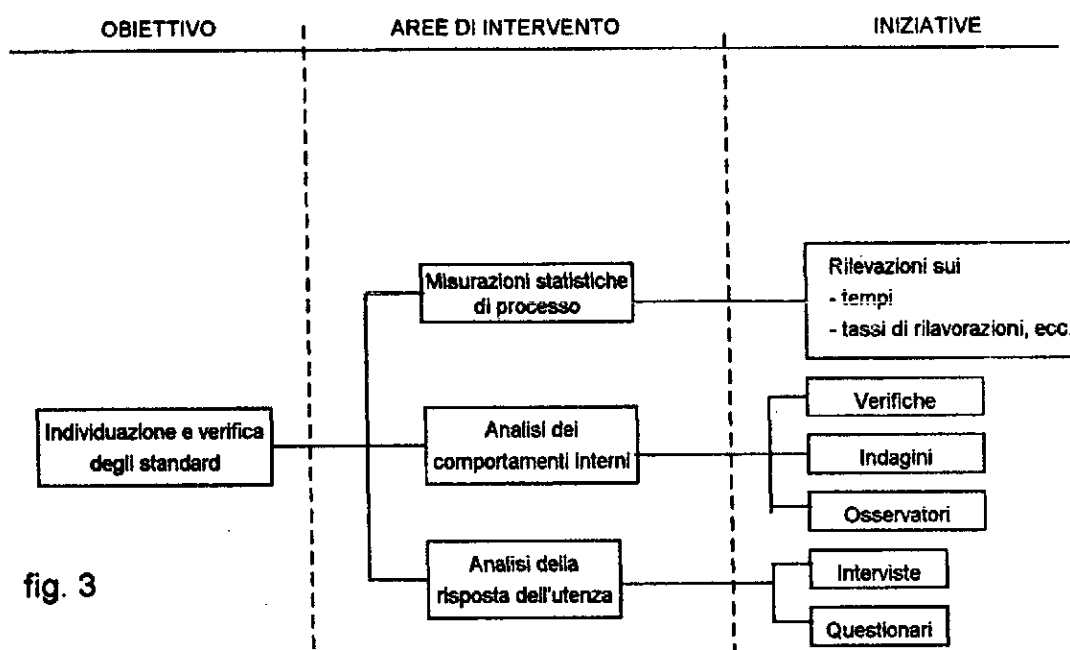 OBIETTIVO
AREE DI INTERVENTO
INIZIATIVE
Misurazioni statistiche
di processo
Rilevazioni sui
- tempi
- tassi di rilavorazioni, ecc.
Individuazione e verifica
degli standard
Analisi dei
comportamenti interni
Verifiche
Indagini
Osservatori
Analisi della
risposta dell'utenza
Interviste
Questionari
fig. 3